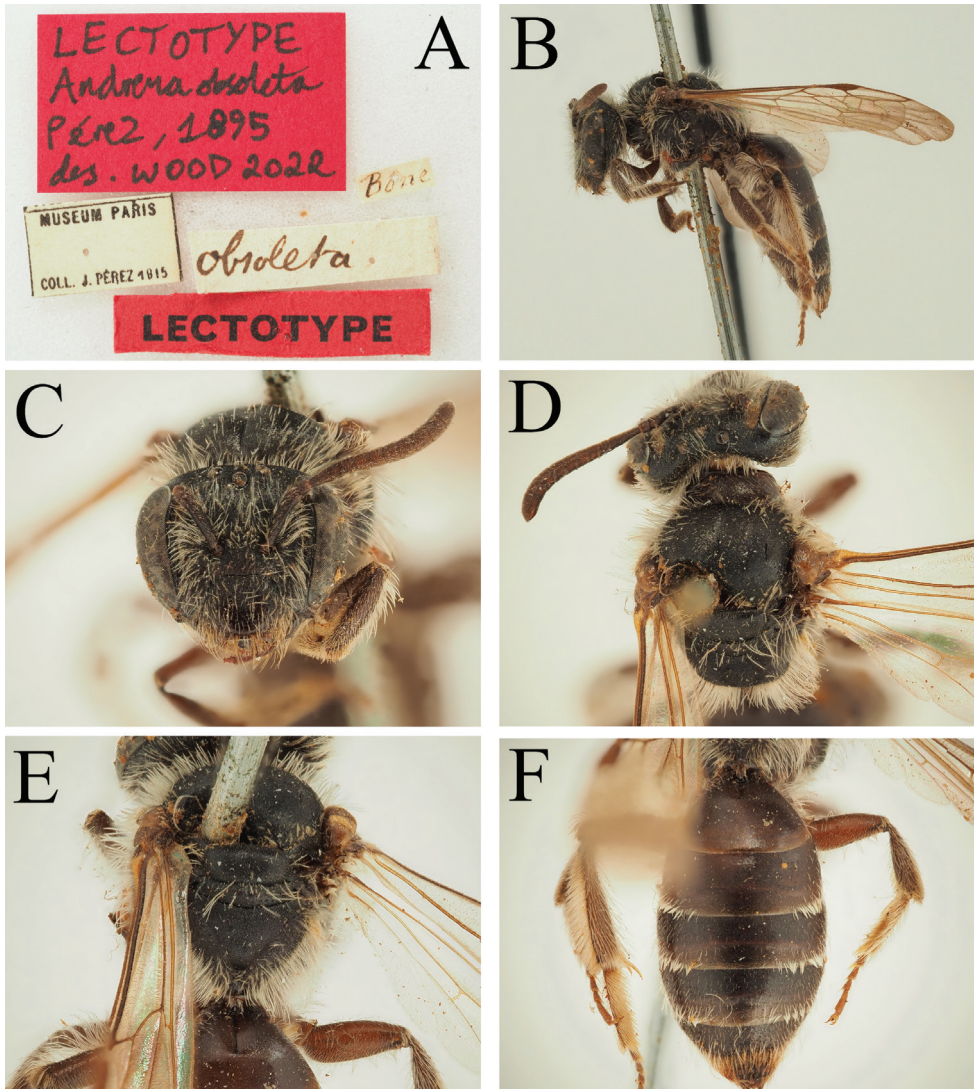 A
LECTOTYPE
Andrena obsoleta
Pérez, 1895
des. WOOD 2022
Bône
MUSEUM PARIS
COLL. J. PÉREZ 1915
obsoleta.
LECTOTYPE
B
C
D
E
F